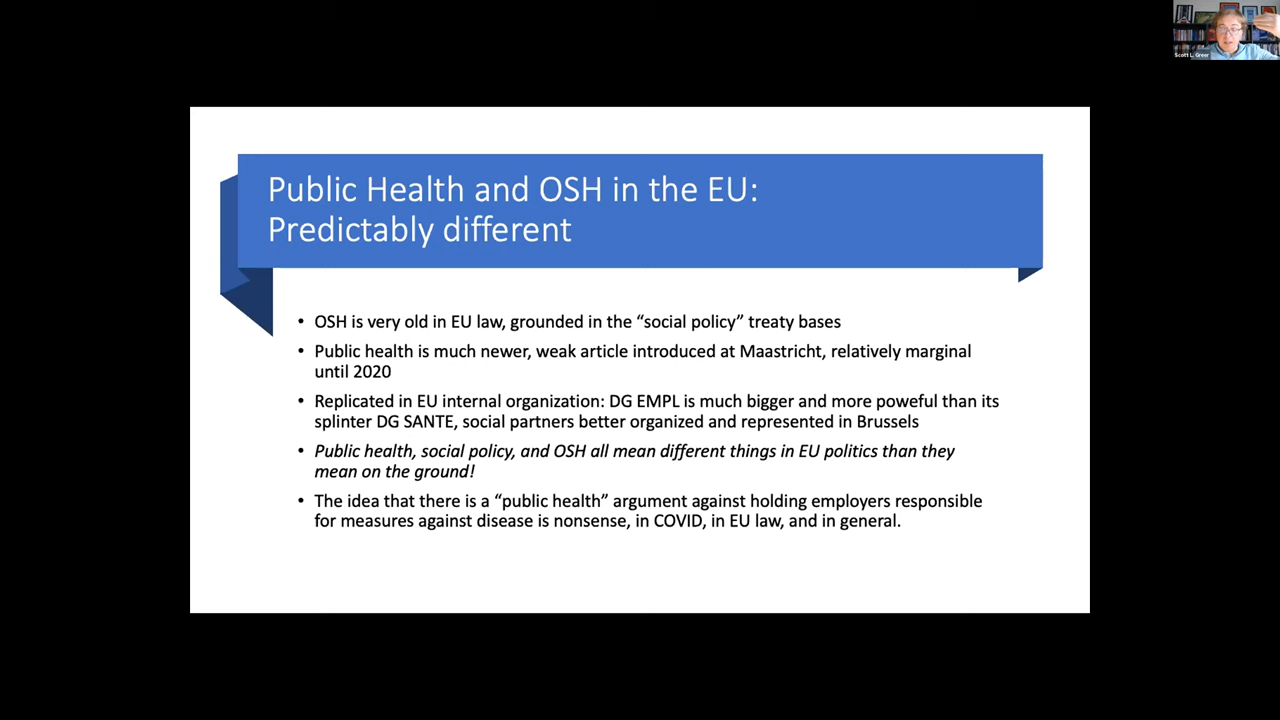 Scott L. Greer
Public Health and OSH in the EU:
Predictably different
• OSH is very old in EU law, grounded in the “social policy” treaty bases
• Public health is much newer, weak article introduced at Maastricht, relatively marginal
until 2020
• Replicated in EU internal organization: DG EMPL is much bigger and more powerful than its
splinter DG SANTE, social partners better organized and represented in Brussels
• Public health, social policy, and OSH all mean different things in EU politics than they
mean on the ground!
• The idea that there is a “public health” argument against holding employers responsible
for measures against disease is nonsense, in COVID, in EU law, and in general.